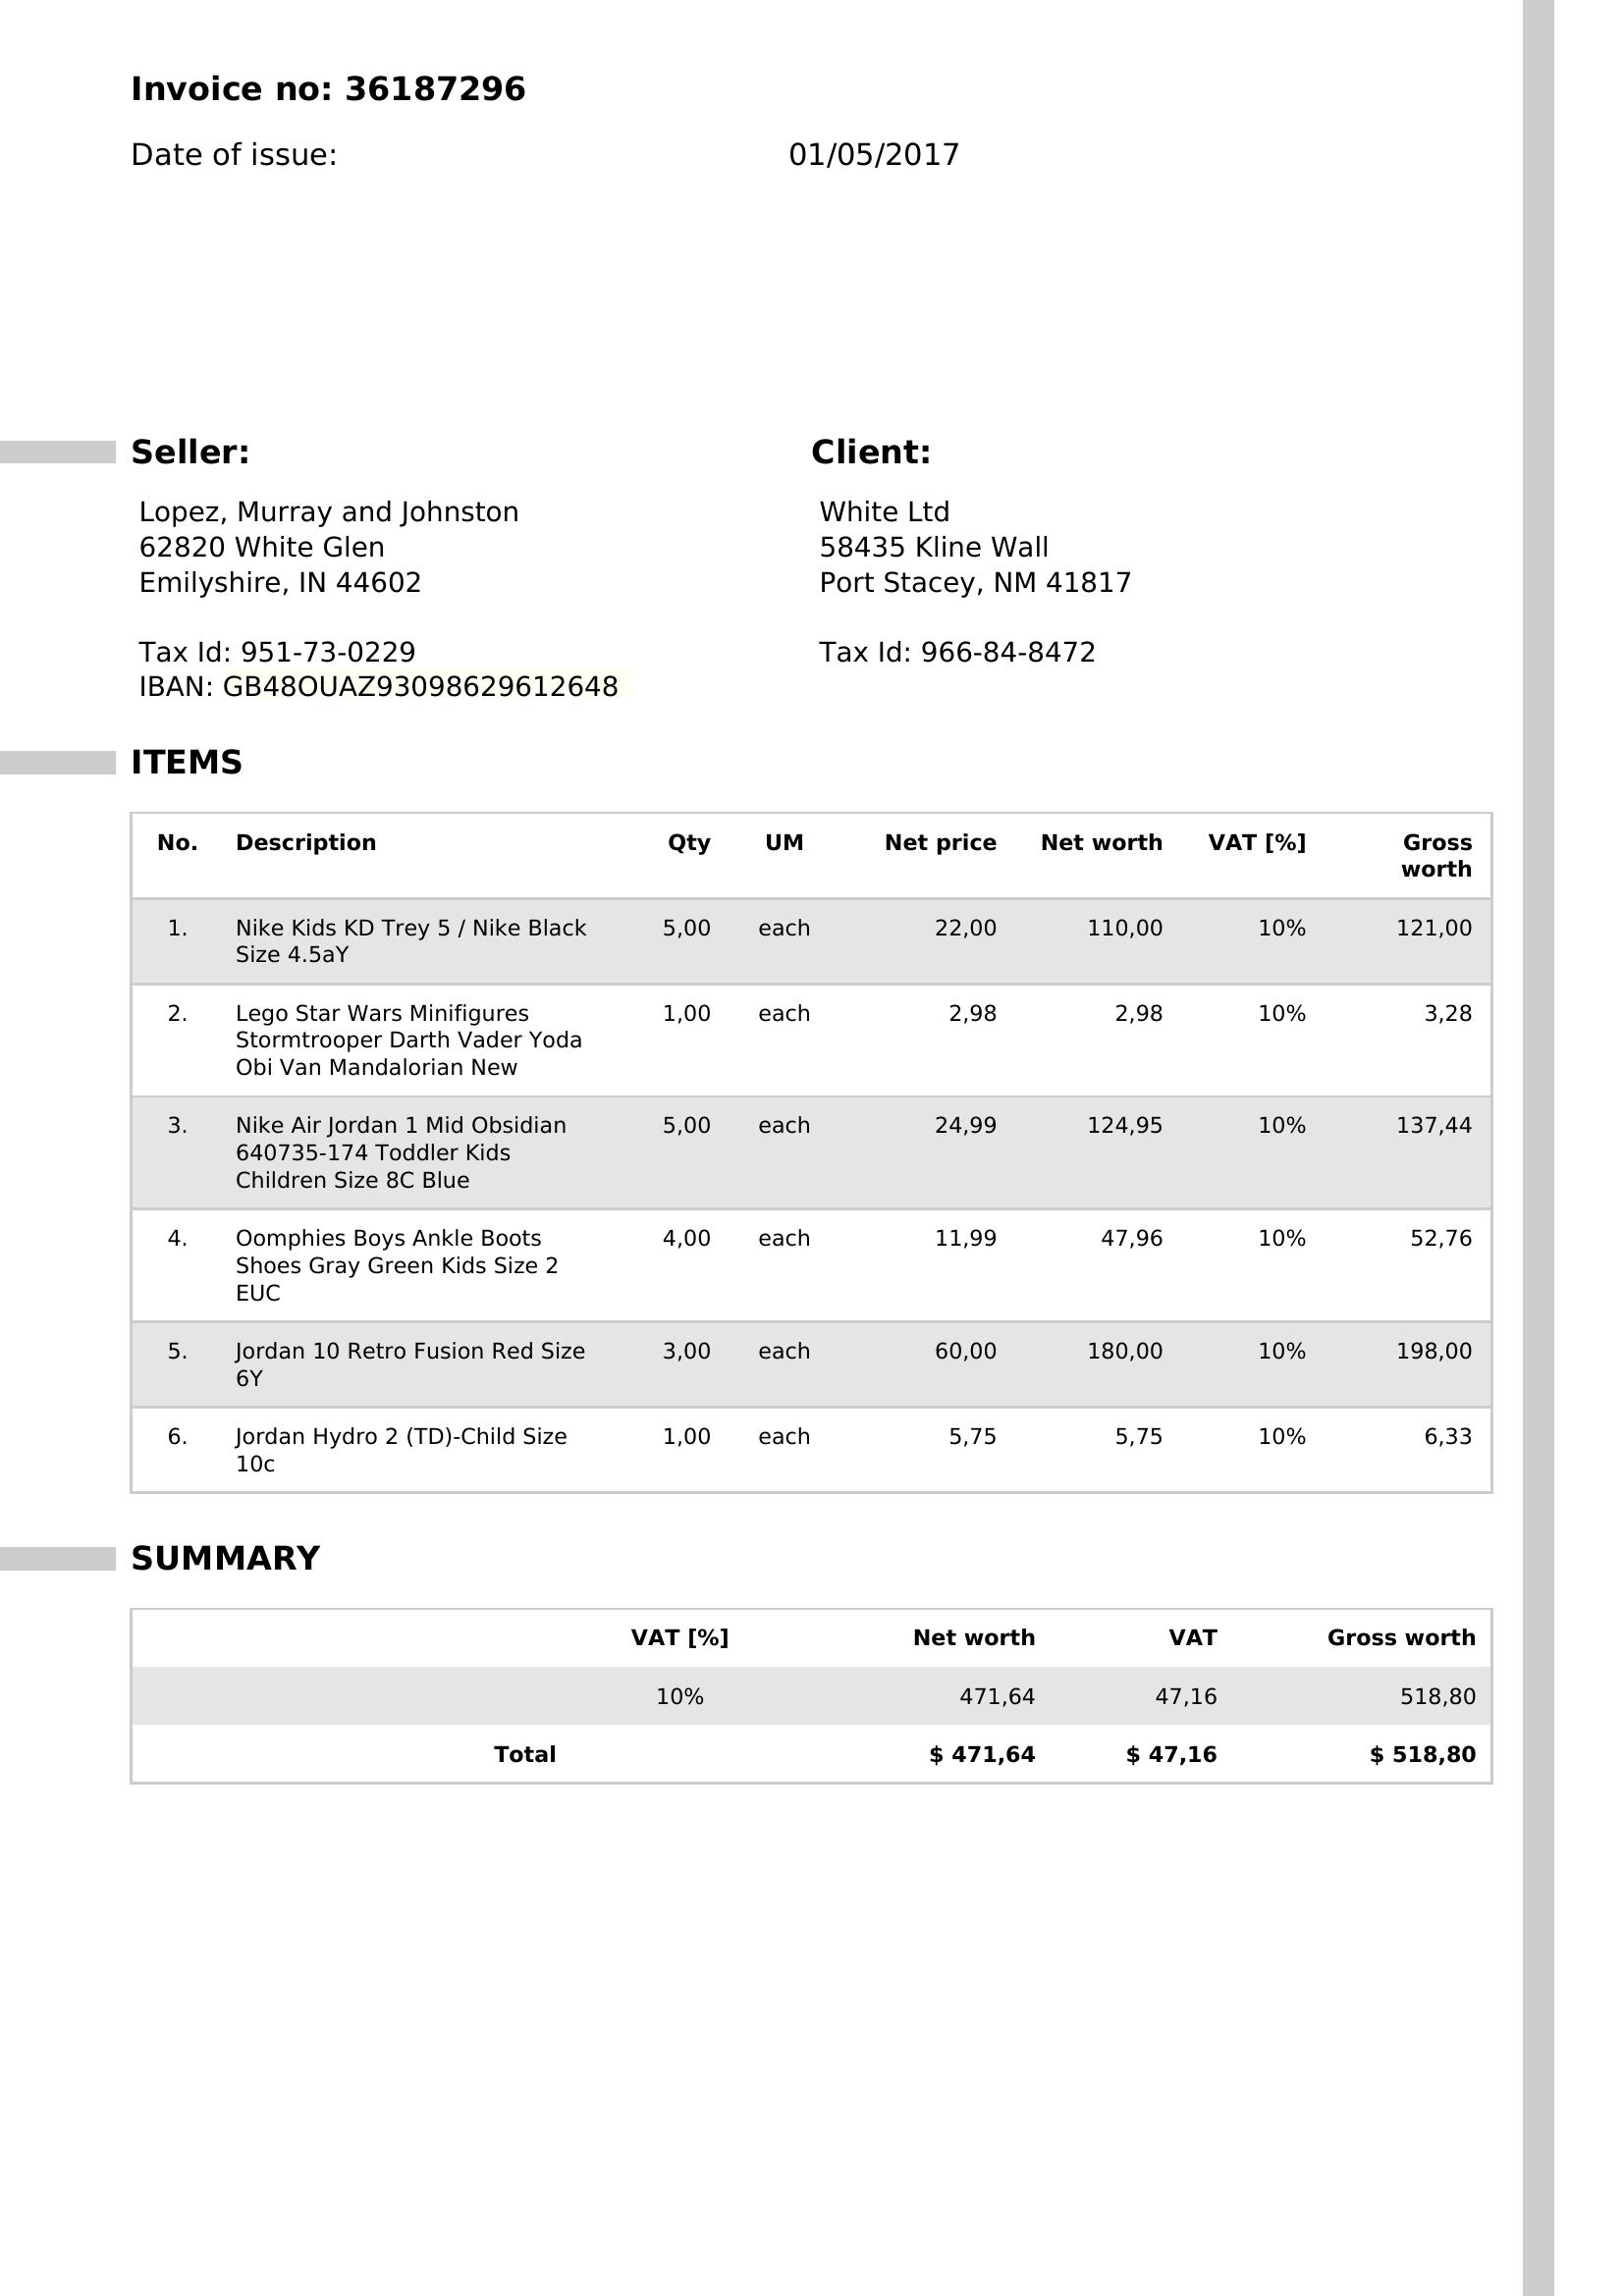 Invoice no: 36187296
Date of issue: 01/05/2017
Seller:
Lopez, Murray and Johnston
62820 White Glen
Emilyshire, IN 44602
Tax Id: 951-73-0229
IBAN: GB48OUAZ93098629612648
Client:
White Ltd
58435 Kline Wall
Port Stacey, NM 41817
Tax Id: 966-84-8472
ITEMS
No. Description Qty UM Net price Net worth VAT [%] Gross
worth
1. Nike Kids KD Trey 5 / Nike Black 5,00 each 22,00 110,00 10% 121,00
Size 4.5aY
2. Lego Star Wars Minifigures 1,00 each 2,98 2,98 10% 3,28
Stormtrooper Darth Vader Yoda
Obi Van Mandalorian New
3. Nike Air Jordan 1 Mid Obsidian 5,00 each 24,99 124,95 10% 137,44
640735-174 Toddler Kids
Children Size 8C Blue
4. Oomphies Boys Ankle Boots 4,00 each 11,99 47,96 10% 52,76
Shoes Gray Green Kids Size 2
EUC
5. Jordan 10 Retro Fusion Red Size 3,00 each 60,00 180,00 10% 198,00
6Y
6. Jordan Hydro 2 (TD)-Child Size 1,00 each 5,75 5,75 10% 6,33
10c
SUMMARY
VAT [%] Net worth VAT Gross worth
10% 471,64 47,16 518,80
Total $ 471,64 $ 47,16 $ 518,80